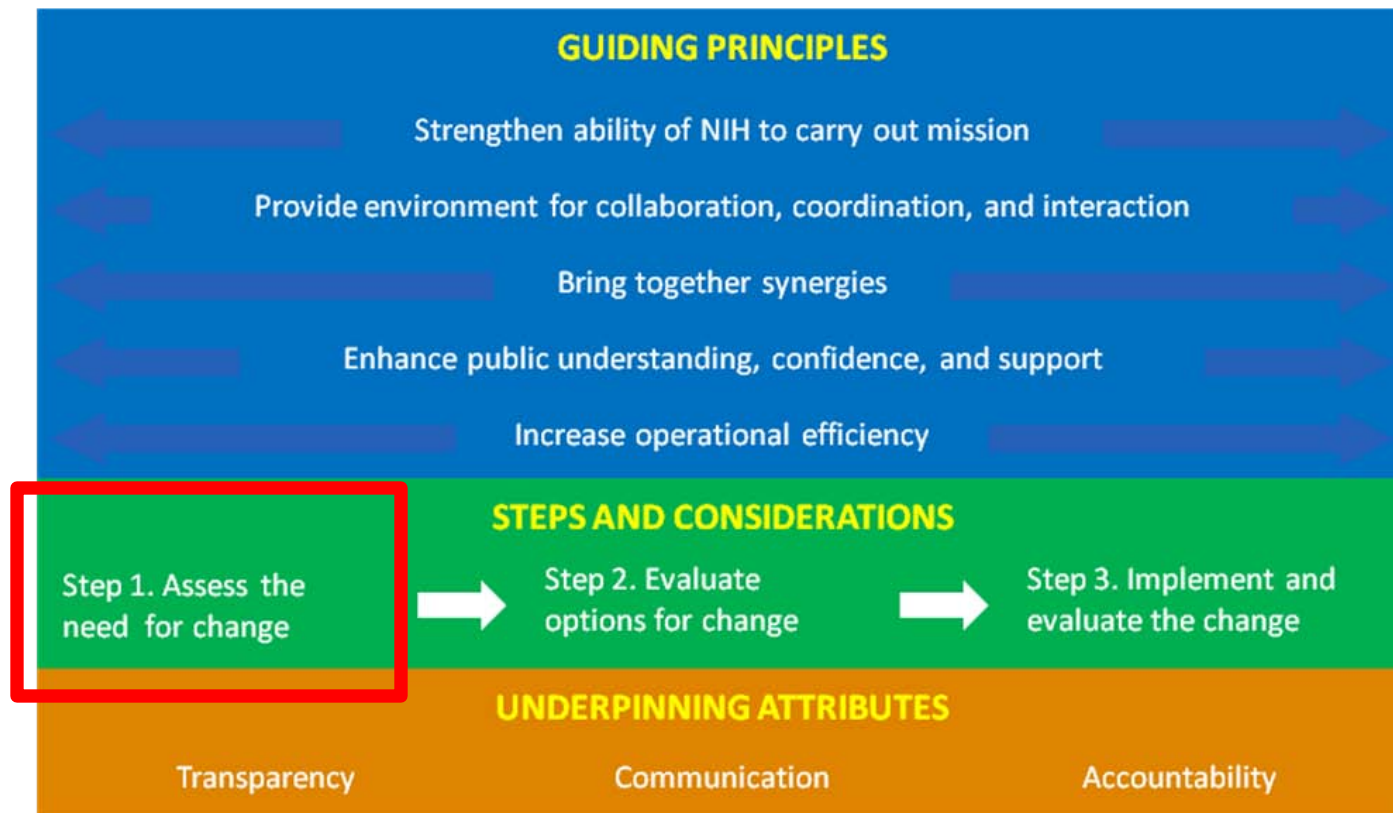 GUIDING PRINCIPLES
Strengthen ability of NIH to carry out mission
Provide environment for collaboration, coordination, and interaction
Bring together synergies
Enhance public understanding, confidence, and support
Increase operational efficiency
STEPS AND CONSIDERATIONS
Step 1. Assess the
need for change
Step 2. Evaluate
options for change
Step 3. Implement and
evaluate the change
UNDERPINNING ATTRIBUTES
Transparency
Communication
Accountability